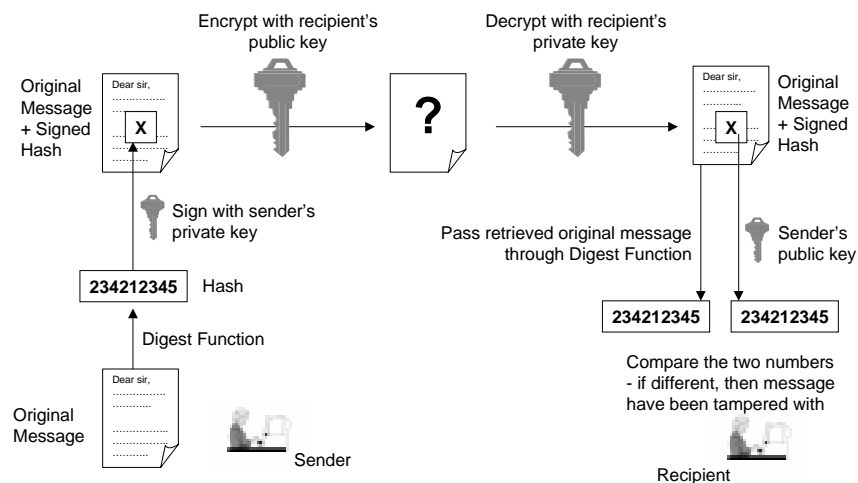 Encrypt with recipient's
public key
Decrypt with recipient's
private key
Original
Message
+ Signed
Hash
Dear sir,
X
?
Dear sir,
X
Original
Message
+ Signed
Hash
Sign with sender's
private key
Pass retrieved original message
through Digest Function
Sender's
public key
234212345
Hash
234212345
234212345
Digest Function
Compare the two numbers
- if different, then message
have been tampered with
Dear sir,
Original
Message
Sender
Recipient